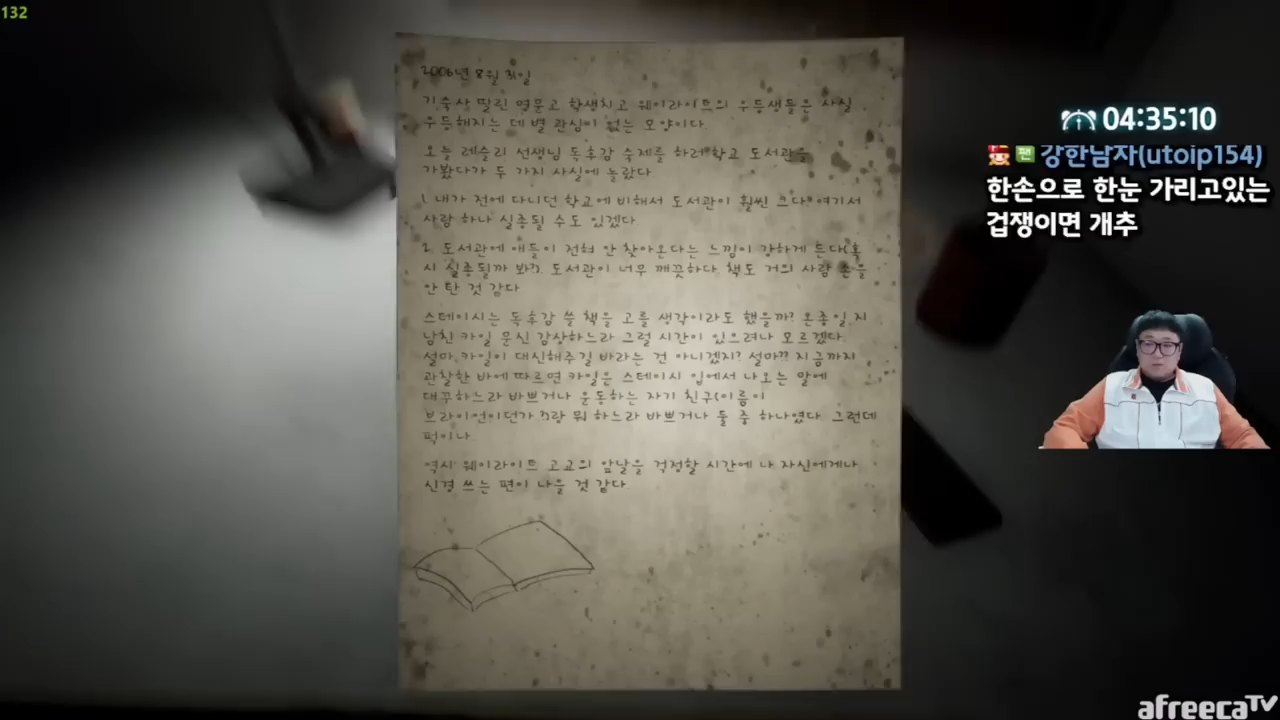 132
2006년 8월 31일
기숙사 딸린 명문고 학생치고 웨이라이트의 우등생들은 사실
우등해지는 데 별 관심이 없는 모양이다.
오늘 레슬리 선생님 독후감 숙제를 하러 학교 도서관을
가봤다가 두 가지 사실에 놀랐다
1. 내가 전에 다니던 학교에 비해서 도서관이 훨씬 크다. 여기서
사람 하나 실종될 수도 있겠다
2. 도서관에 애들이 전혀 안 찾아온다는 느낌이 강하게 든다(혹
시 실종될까 봐?). 도서관이 너무 깨끗하다. 책도 거의 사람 손을
안 탄 것 같다
스테이시는 독후감 쓸 책을 고를 생각이라도 했을까? 온종일 지
남친 카일 문신 감상하느라 그럴 시간이 있으려나 모르겠다.
설마 카일이 대신해주길 바라는 건 아니겠지? 설마?? 지금까지
관찰한 바에 따르면 카일은 스테이시 입에서 나오는 말에
대꾸하느라 바쁘거나 운동하는 자기 친구(이름이
브라이언이던가?)랑 뭐 하느라 바쁘거나 둘 중 하나였다. 그런데
퍽이나.
역시 웨이라이트 고교의 앞날을 걱정할 시간에 나 자신에게나
신경 쓰는 편이 나을 것 같다
04:35:10
팬 강한남자(utoip154)
한손으로 한눈 가리고있는
겁쟁이면 개추
afreecaTV